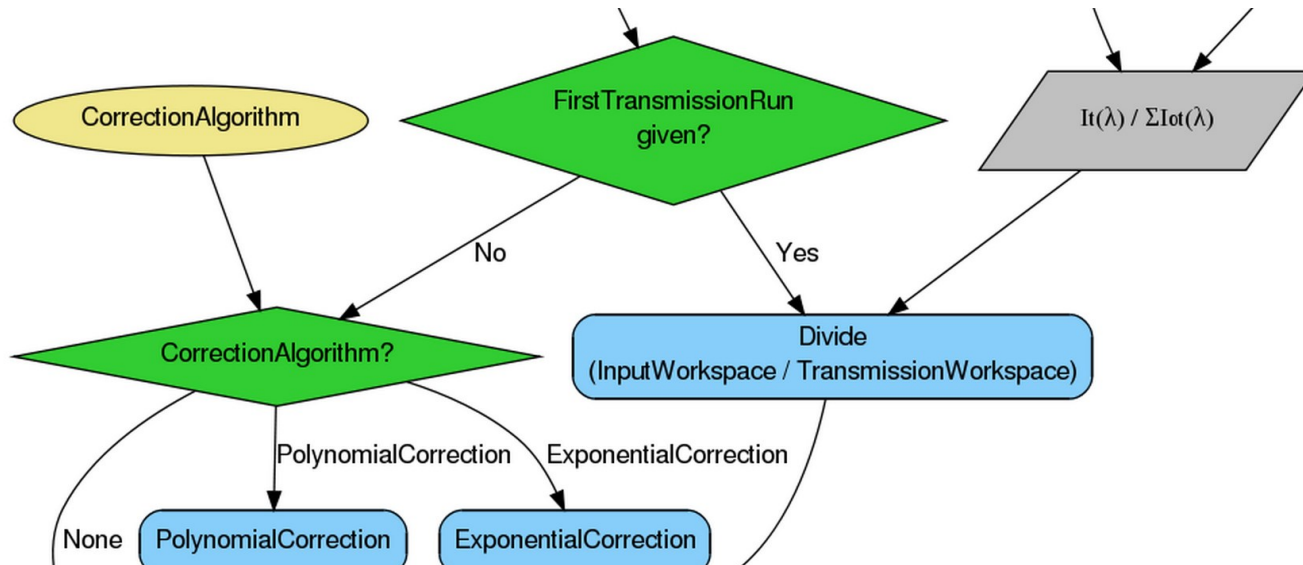 CorrectionAlgorithm
FirstTransmissionRun
given?
It(λ) / ΣIot(λ)
No
Yes
CorrectionAlgorithm?
Divide
(InputWorkspace / TransmissionWorkspace)
PolynomialCorrection
ExponentialCorrection
None
PolynomialCorrection
ExponentialCorrection